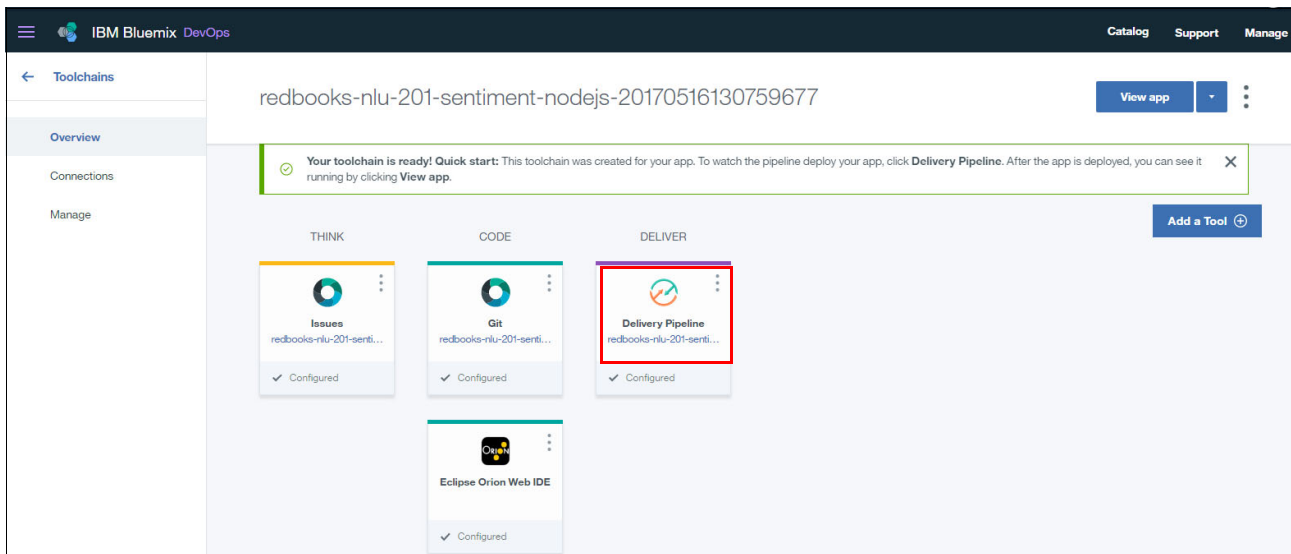 IBM Bluemix DevOps
Catalog Support Manage
Toolchains
Overview
Connections
Manage
redbooks-nlu-201-sentiment-nodejs-20170516130759677
View app
Your toolchain is ready! Quick start: This toolchain was created for your app. To watch the pipeline deploy your app, click Delivery Pipeline. After the app is deployed, you can see it
running by clicking View app.
Add a Tool
THINK CODE DELIVER
Issues
redbooks-nlu-201-senti...
Configured
Git
redbooks-nlu-201-senti...
Configured
Delivery Pipeline
redbooks-nlu-201-senti...
Configured
ORION
Eclipse Orion Web IDE
Configured